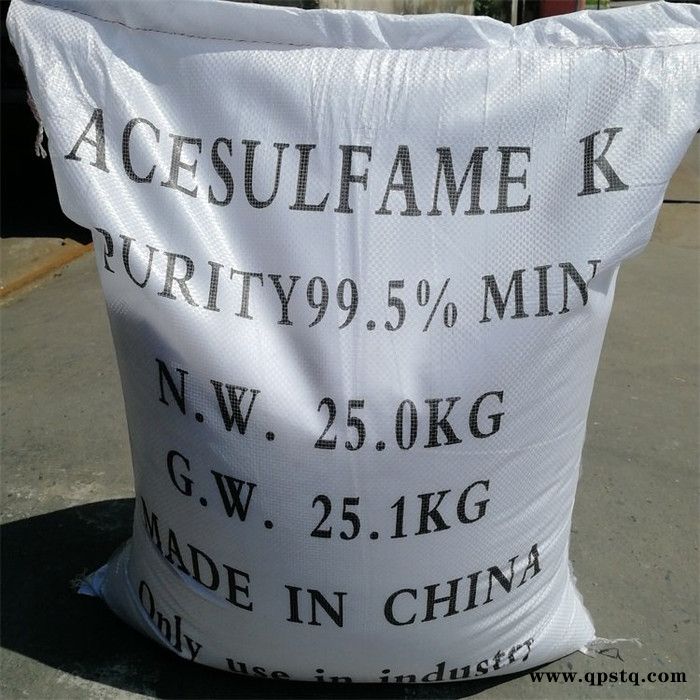 ACESULFAME K
PURITY99.5% MIN
N.W. 25.0KG
G.W. 25.1KG
MADE IN CHINA
Only use in industry
www.qpstq.com